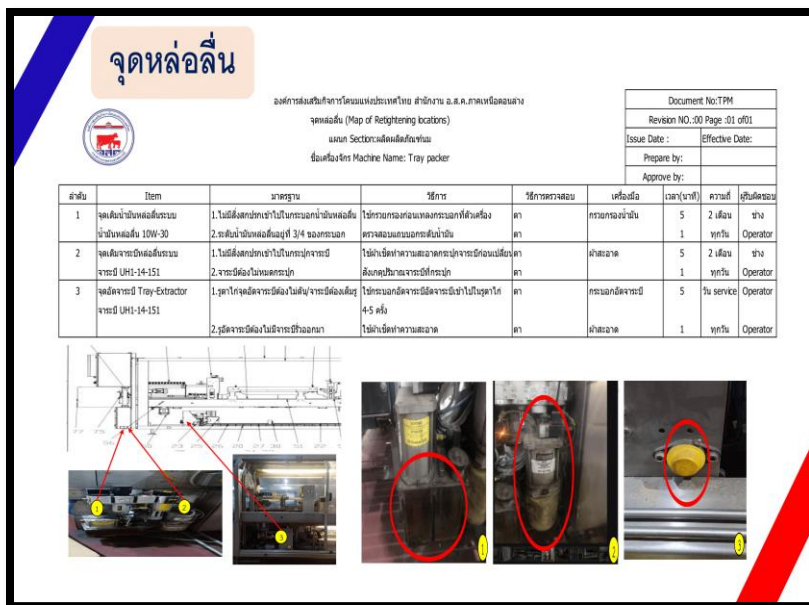 จุดหล่อลื่น
องค์การส่งเสริมกิจการโคนมแห่งประเทศไทย สำนักงาน อ.ส.ค.ภาคเหนือตอนล่าง
จุดหล่อลื่น (Map of Retightening locations)
แผนก Section:ผลิตผลิตภัณฑ์นม
ชื่อเครื่องจักร Machine Name: Tray packer
Document No:TPM
Revision NO.:00 Page :01 of01
Issue Date : Effective Date:
Prepare by:
Approve by:
ลำดับ Item มาตรฐาน วิธีการ วิธีการตรวจสอบ เครื่องมือ เวลา(นาที) ความถี่ ผู้รับผิดชอบ
1 จุดเติมน้ำมันหล่อลื่นระบบ 1.ไม่มีสิ่งสกปรกเข้าไปในกระบอกน้ำมันหล่อลื่น ใช้กรวยกรองก่อนเทลงกระบอกที่ตัวเครื่อง ตา กรวยกรองน้ำมัน 5 2 เดือน ช่าง
น้ำมันหล่อลื่น 10W-30 2.ระดับน้ำมันหล่อลื่นอยู่ที่ 3/4 ของกระบอก ตรวจสอบแถบบอกระดับน้ำมัน ตา 1 ทุกวัน Operator
2 จุดเติมจาระบีหล่อลื่นระบบ 1.ไม่มีสิ่งสกปรกเข้าไปในกระปุกจาระบี ใช้ผ้าเช็ดทำความสะอาดกระปุกจาระบีก่อนเปลี่ยน ตา ผ้าสะอาด 5 2 เดือน ช่าง
จาระบี UH1-14-151 2.จาระบีต้องไม่หมดกระปุก สังเกตุปริมาณจาระบีที่กระปุก ตา 1 ทุกวัน Operator
3 จุดอัดจาระบี Tray-Extractor 1.รูตาไก่จุดอัดจาระบีต้องไม่ตัน/จาระบีต้องเต็มรู ใช้กระบอกอัดจาระบีอัดจาระบีเข้าไปในรูตาไก่ ตา กระบอกอัดจาระบี 5 วัน service Operator
จาระบี UH1-14-151 4-5 ครั้ง
2.รูอัดจาระบีต้องไม่มีจาระบีรั่วออกมา ใช้ผ้าเช็ดทำความสะอาด ตา ผ้าสะอาด 1 ทุกวัน Operator
1
2
3
1
2
3